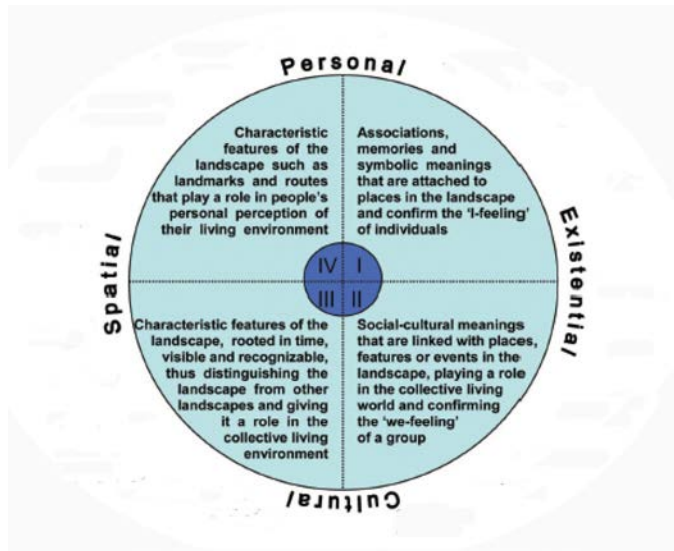 Personal
Characteristic
features of the
landscape such as
landmarks and routes
that play a role in people's
personal perception of
their living environment
Associations,
memories and
symbolic meanings
that are attached to
places in the landscape
and confirm the 'I-feeling'
of individuals
Spatial
Existential
IV
I
III
II
Characteristic features of the
landscape, rooted in time,
visible and recognizable,
thus distinguishing the
landscape from other
landscapes and giving
it a role in the
collective living
environment
Social-cultural meanings
that are linked with places,
features or events in the
landscape, playing a role
in the collective living
world and confirming
the 'we-feeling'
of a group
Cultural